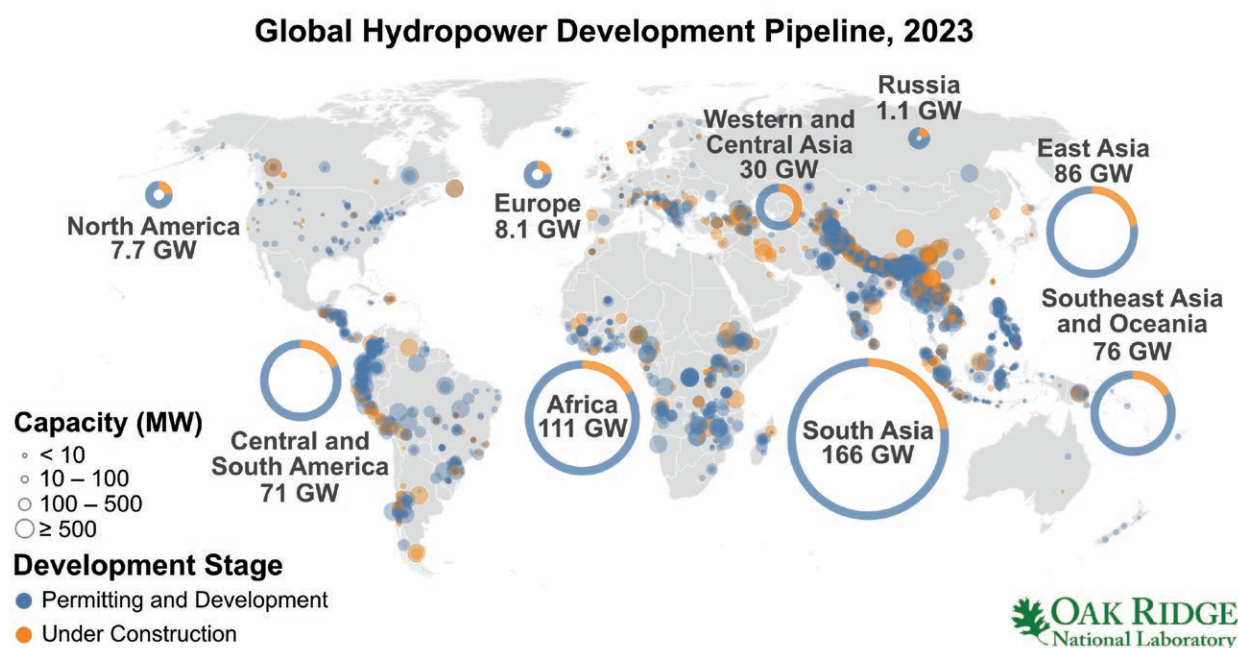 Global Hydropower Development Pipeline, 2023
Russia
1.1 GW
Western and
Central Asia
30 GW
East Asia
86 GW
North America
7.7 GW
Europe
8.1 GW
Southeast Asia
and Oceania
76 GW
Africa
111 GW
South Asia
166 GW
Central and
South America
71 GW
Capacity (MW)
< 10
10 – 100
100 – 500
≥ 500
Development Stage
Permitting and Development
Under Construction
OAK RIDGE
National Laboratory